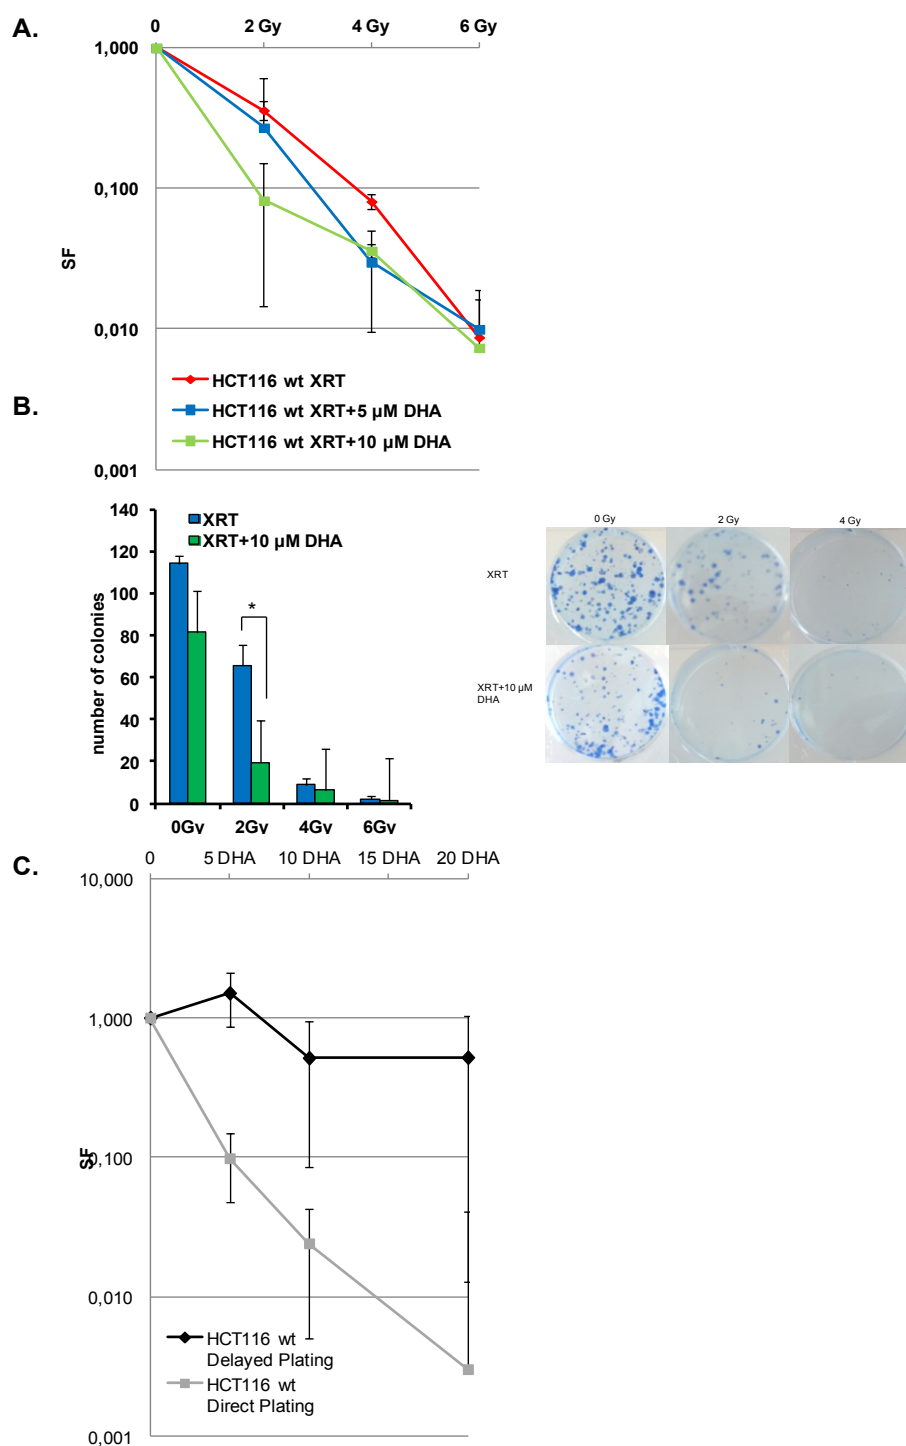 A.
0 2 Gy 4 Gy 6 Gy
1,000
0,100
SF
0,010
HCT116 wt XRT
HCT116 wt XRT+5 µM DHA
HCT116 wt XRT+10 µM DHA
0,001
B.
140
120
100
80
60
40
20
0
number of colonies
XRT
XRT+10 µM DHA
*
0Gy 2Gy 4Gy 6Gy
0 Gy 2 Gy 4 Gy
XRT
XRT+10 µM
DHA
C.
0 5 DHA 10 DHA 15 DHA 20 DHA
10,000
1,000
0,100
SF
0,010
HCT116 wt
Delayed Plating
HCT116 wt
Direct Plating
0,001